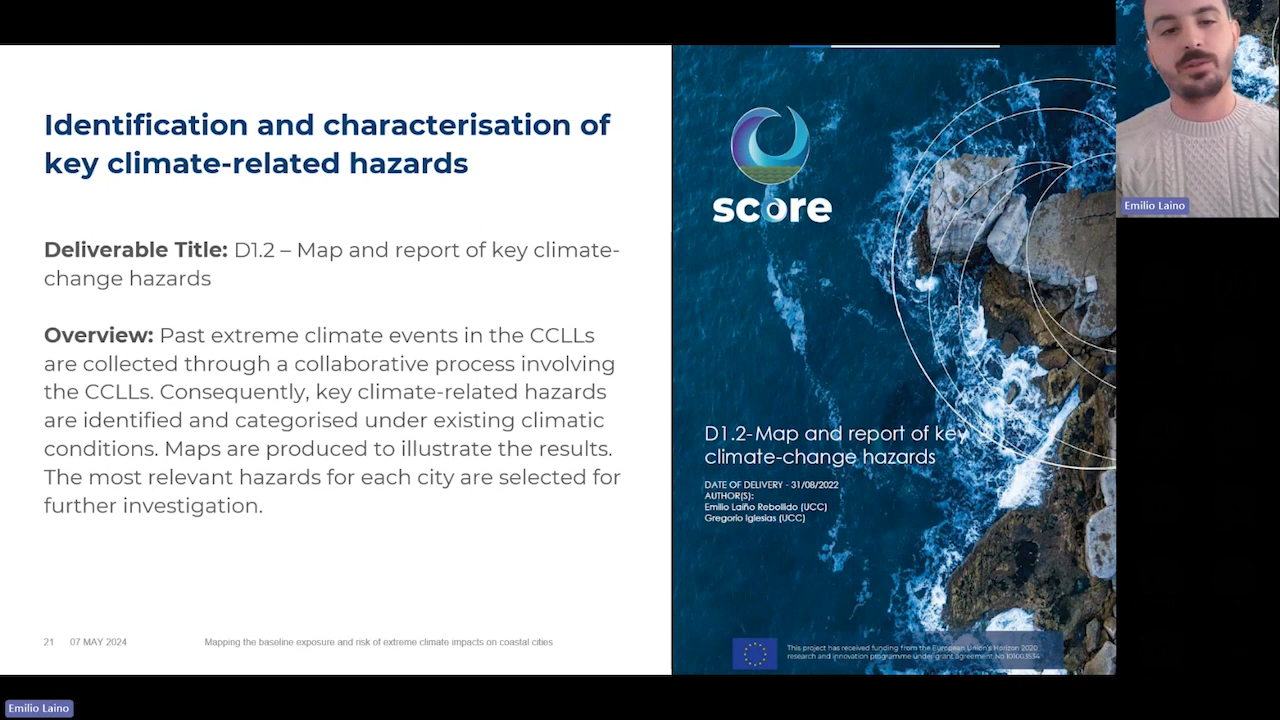 Identification and characterisation of
key climate-related hazards
Deliverable Title: D1.2 – Map and report of key climate-
change hazards
Overview: Past extreme climate events in the CCLLs
are collected through a collaborative process involving
the CCLLs. Consequently, key climate-related hazards
are identified and categorised under existing climatic
conditions. Maps are produced to illustrate the results.
The most relevant hazards for each city are selected for
further investigation.
21 07 MAY 2024 Mapping the baseline exposure and risk of extreme climate impacts on coastal cities
score
D1.2-Map and report of key
climate-change hazards
DATE OF DELIVERY - 31/08/2022
AUTHOR(S):
Emilio Laíño Rebollido (UCC)
Gregorio Iglesias (UCC)
This project has received funding from the European Union's Horizon 2020
research and innovation programme under grant agreement No 101003534
Emilio Laino
Emilio Laino